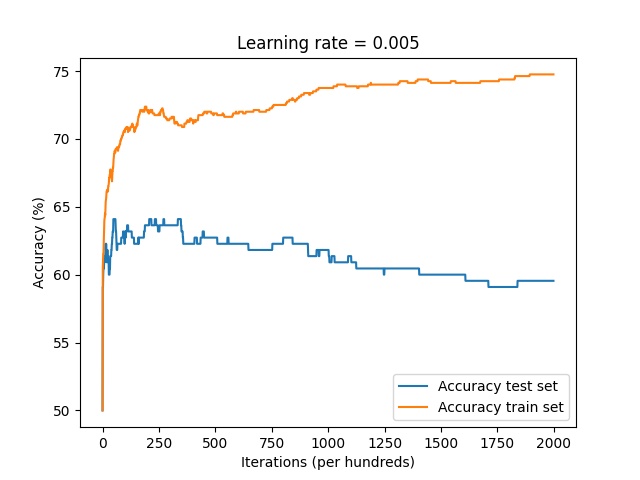 Learning rate = 0.005
Accuracy (%)
75
70
65
60
55
50
Accuracy test set
Accuracy train set
0 250 500 750 1000 1250 1500 1750 2000
Iterations (per hundreds)